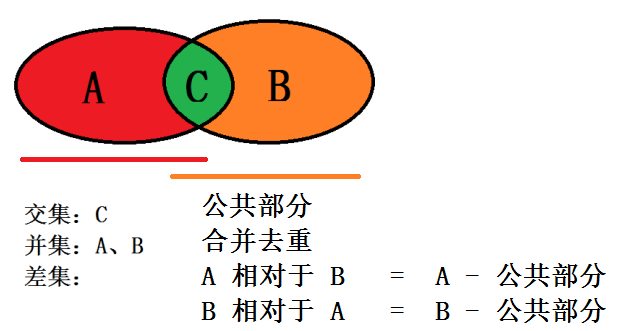 A C B
交集: C 公共部分
并集: A、B 合并去重
差集: A 相对于 B = A - 公共部分
B 相对于 A = B - 公共部分